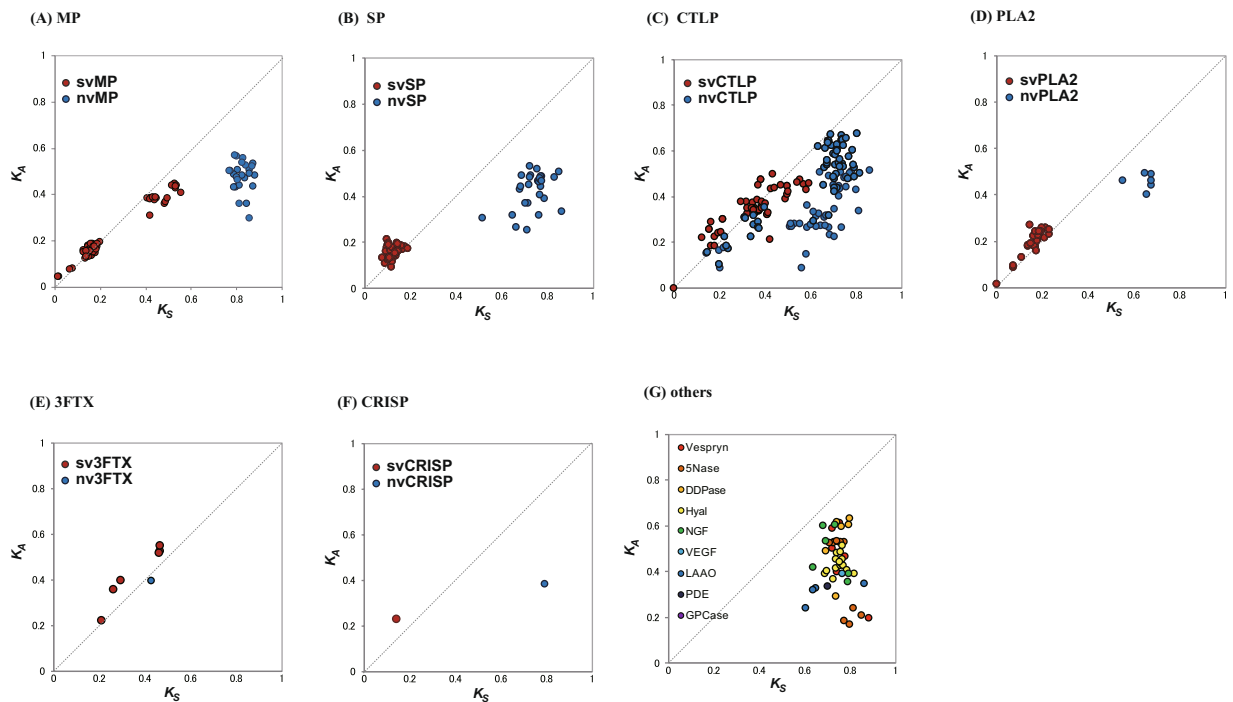 (A) MP
svMP
nvMP
1
0.8
0.6
0.4
0.2
0
0
0.2
0.4
0.6
0.8
1
KA
KS
(B) SP
svSP
nvSP
1
0.8
0.6
0.4
0.2
0
0
0.2
0.4
0.6
0.8
1
KA
KS
(C) CTLP
svCTLP
nvCTLP
1
0.8
0.6
0.4
0.2
0
0
0.2
0.4
0.6
0.8
1
KA
KS
(D) PLA2
svPLA2
nvPLA2
1
0.8
0.6
0.4
0.2
0
0
0.2
0.4
0.6
0.8
1
KA
KS
(E) 3FTX
sv3FTX
nv3FTX
1
0.8
0.6
0.4
0.2
0
0
0.2
0.4
0.6
0.8
1
KA
KS
(F) CRISP
svCRISP
nvCRISP
1
0.8
0.6
0.4
0.2
0
0
0.2
0.4
0.6
0.8
1
KA
KS
(G) others
Vespryn
5Nase
DDPase
Hyal
NGF
VEGF
LAAO
PDE
GPCase
1
0.8
0.6
0.4
0.2
0
0
0.2
0.4
0.6
0.8
1
KA
KS